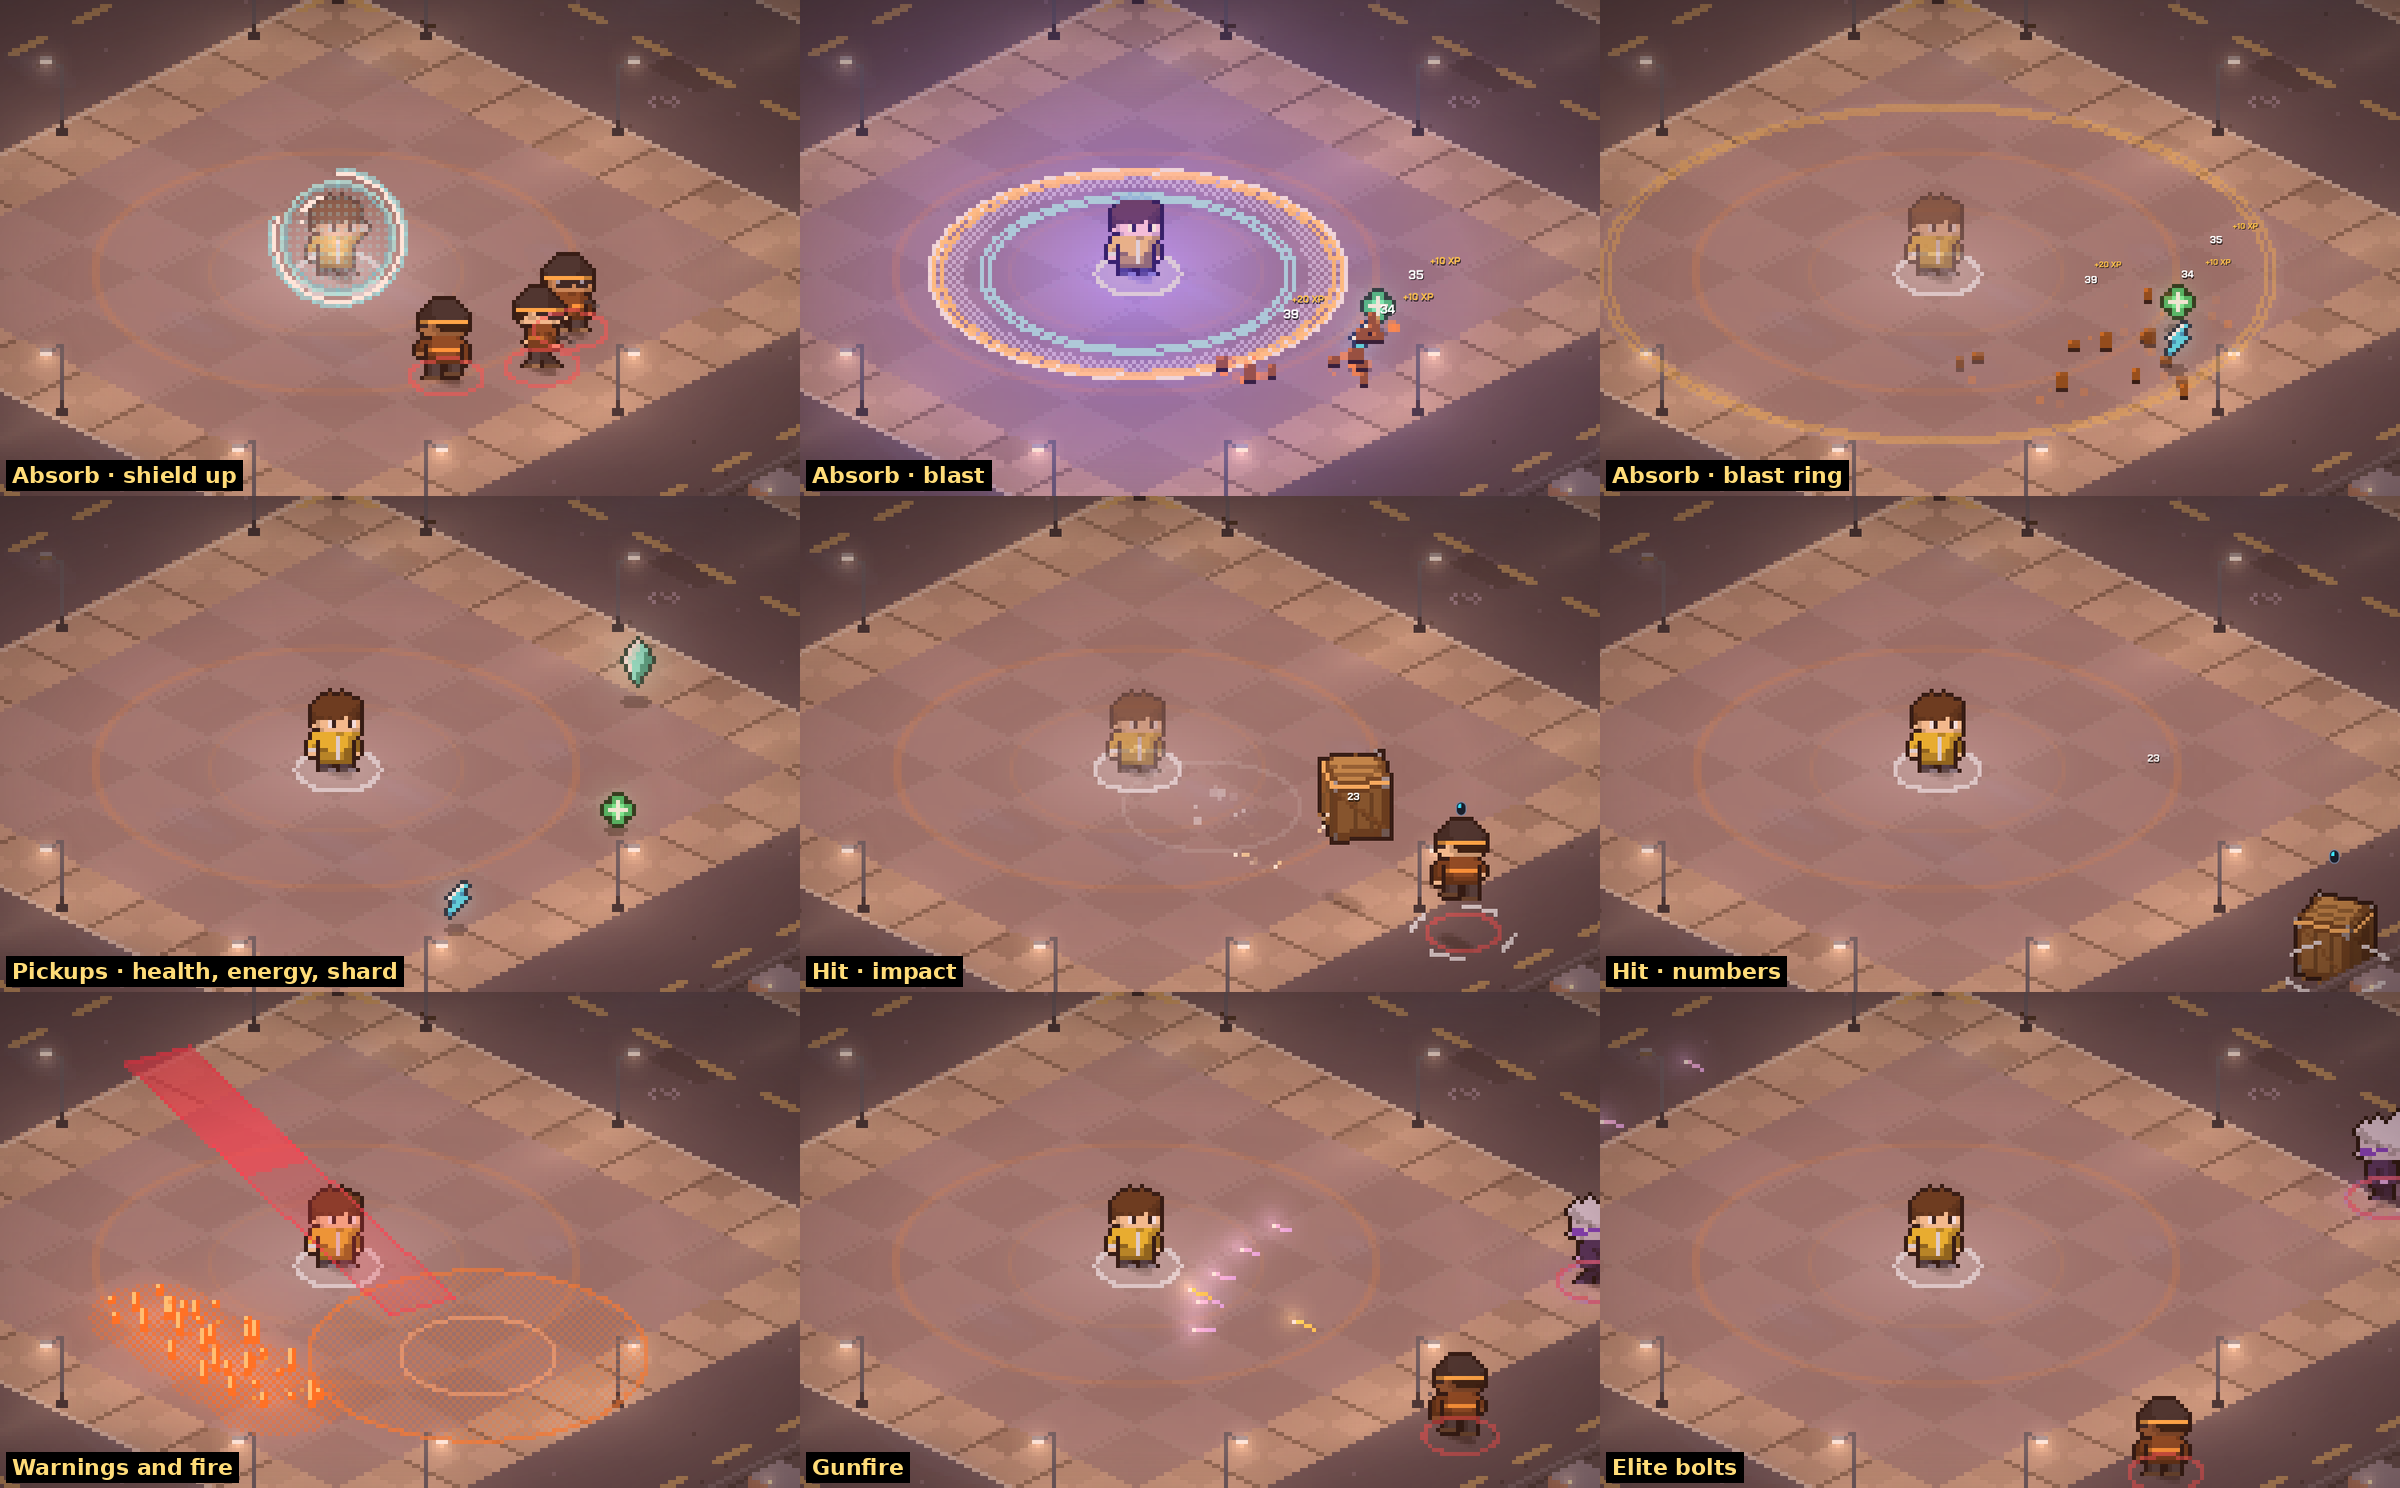 +10 XP
35
+20 XP
+10 XP
39
34
+10 XP
35
+20 XP
+10 XP
34
39
Absorb · shield up
Absorb · blast
Absorb · blast ring
23
23
Pickups · health, energy, shard
Hit · impact
Hit · numbers
Warnings and fire
Gunfire
Elite bolts